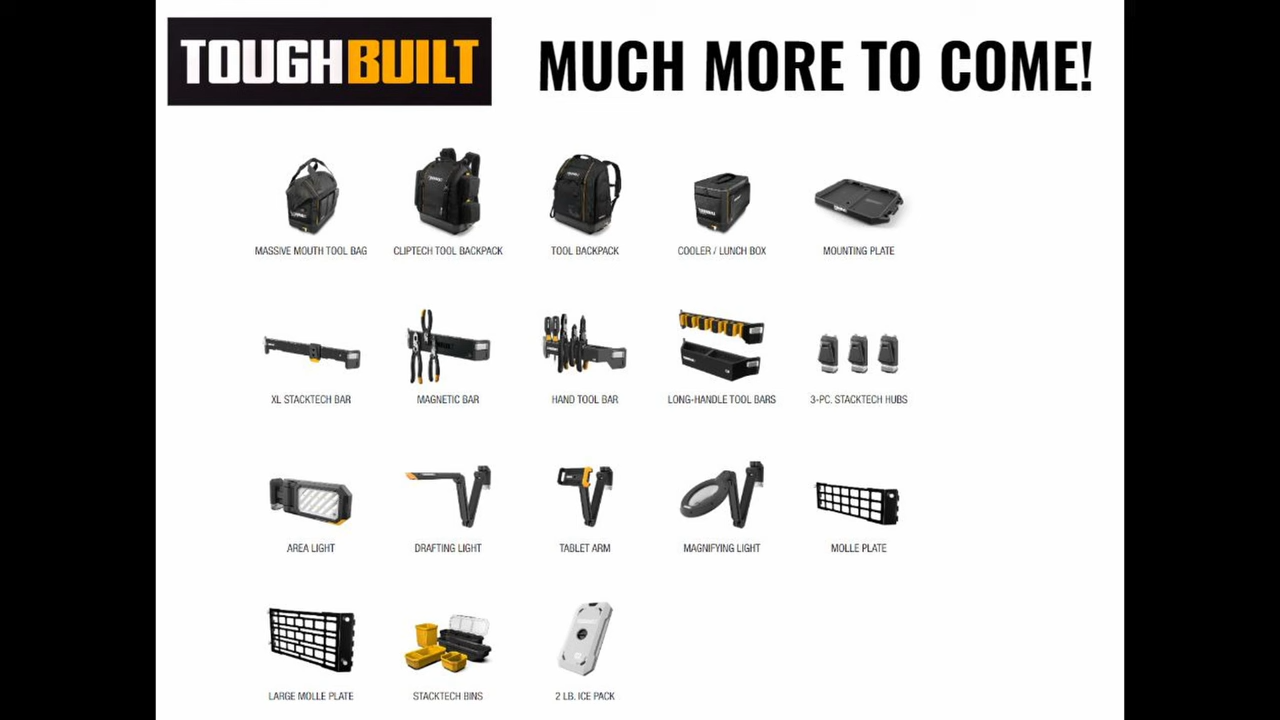 TOUGHBUILT
MUCH MORE TO COME!
MASSIVE MOUTH TOOL BAG
CLIPTECH TOOL BACKPACK
TOOL BACKPACK
COOLER / LUNCH BOX
MOUNTING PLATE
XL STACKTECH BAR
MAGNETIC BAR
HAND TOOL BAR
LONG-HANDLE TOOL BARS
3-PC. STACKTECH HUBS
AREA LIGHT
DRAFTING LIGHT
TABLET ARM
MAGNIFYING LIGHT
MOLLE PLATE
LARGE MOLLE PLATE
STACKTECH BINS
2 LB. ICE PACK